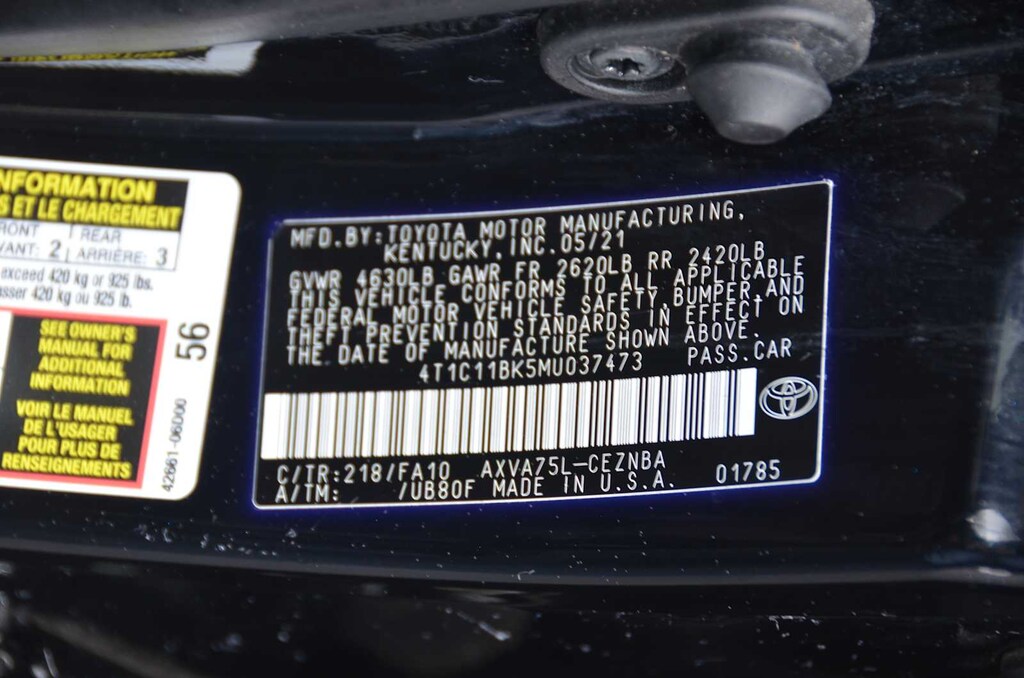 NFORMATION
S ET LE CHARGEMENT
RONT
VANT: 2
REAR
ARRIÈRE: 3
exceed 420 kg or 925 lbs.
asser 420 kg ou 925 lb.
SEE OWNER'S
MANUAL FOR
ADDITIONAL
INFORMATION
VOIR LE MANUEL
DE L'USAGER
POUR PLUS DE
RENSEIGNEMENTS
56
42661-06D00
MFD.BY:TOYOTA MOTOR MANUFACTURING,
KENTUCKY, INC. 05/21
GVWR 4630LB GAWR FR 2620LB RR 2420LB
THIS VEHICLE CONFORMS TO ALL APPLICABLE
FEDERAL MOTOR VEHICLE SAFETY,BUMPER,AND
THEFT PREVENTION STANDARDS IN EFFECT ON
THE DATE OF MANUFACTURE SHOWN ABOVE.
4T1C11BK5MU037473 PASS.CAR
C/TR:218/FA10 AXVA75L-CEZNBA
A/TM: /UB80F MADE IN U.S.A. 01785